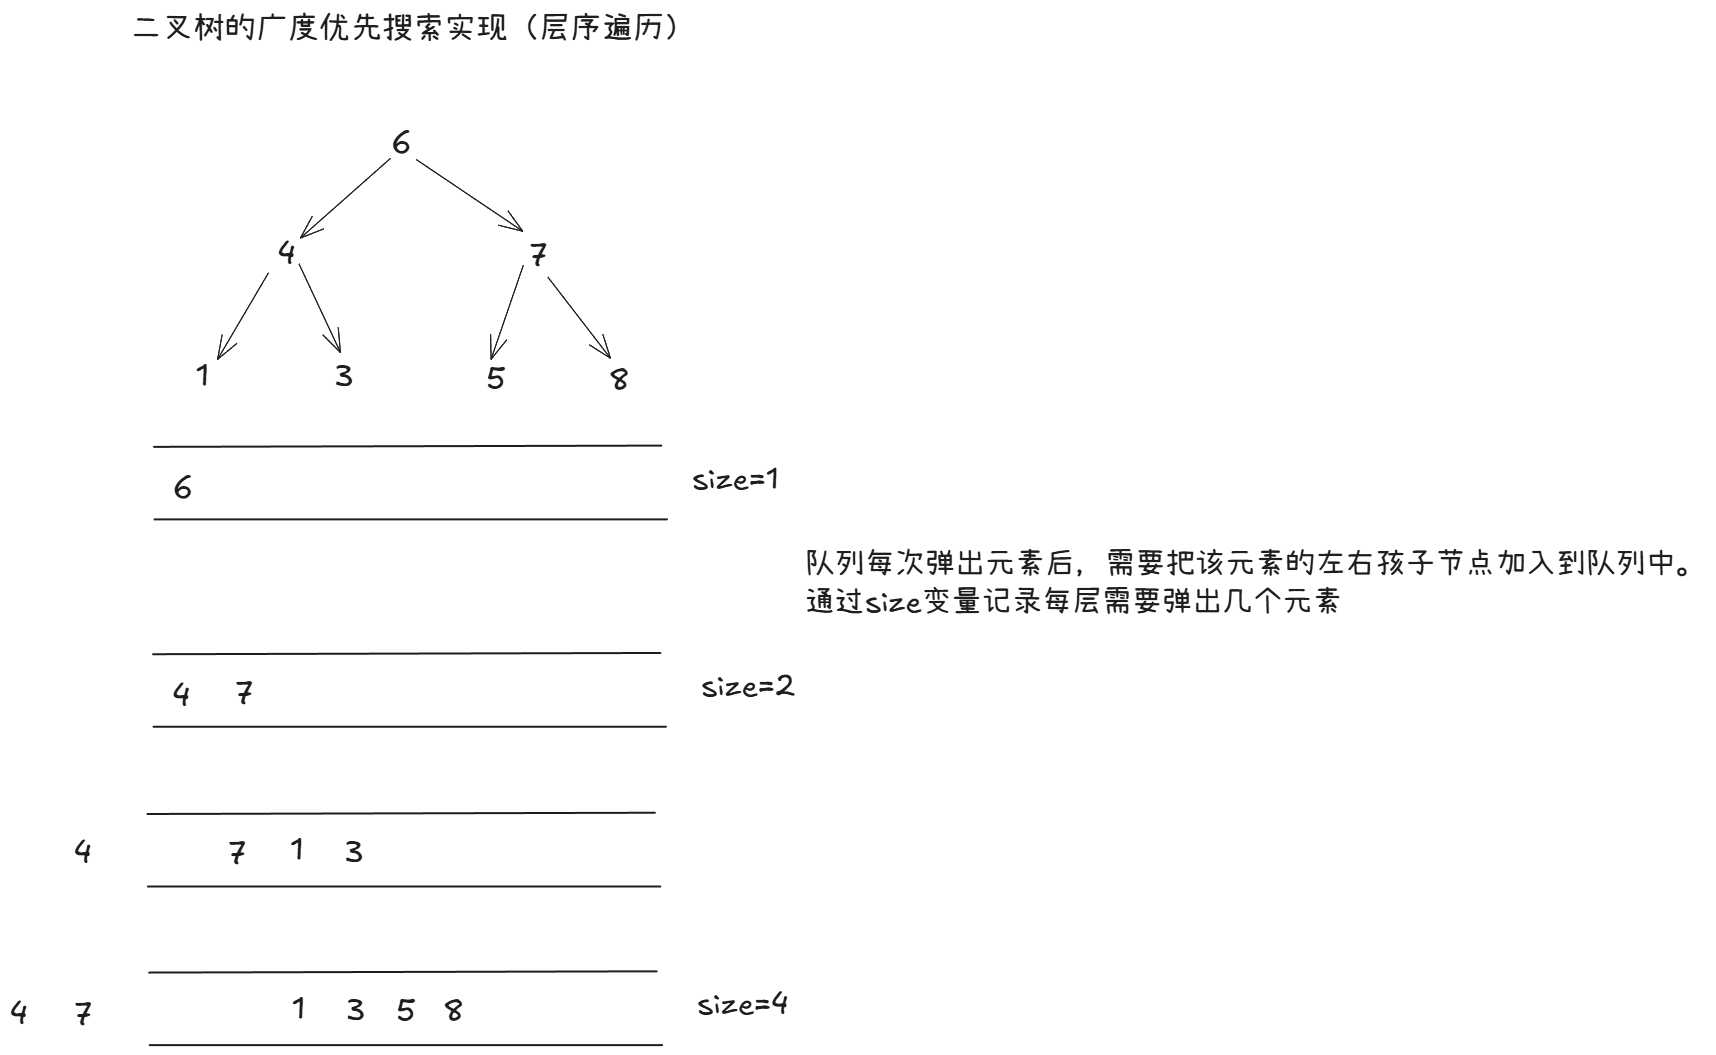 二叉树的广度优先搜索实现（层序遍历）
6
4 7
1 3 5 8
6 size=1
队列每次弹出元素后，需要把该元素的左右孩子节点加入到队列中。
通过size变量记录每层需要弹出几个元素
4 7 size=2
4 7 1 3
4 7 1 3 5 8 size=4